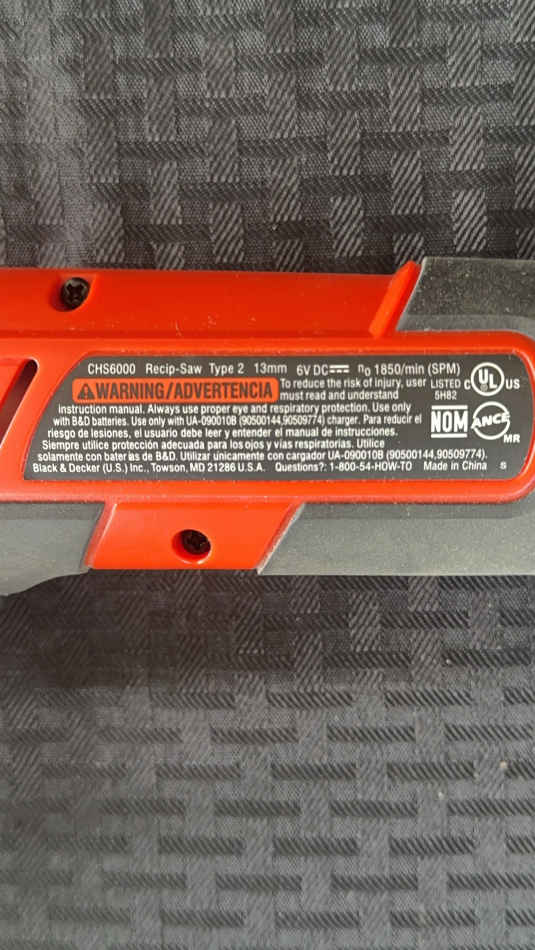 CHS6000 Recip-Saw Type 2 13mm 6V DC n₀ 1850/min (SPM)
⚠WARNING/ADVERTENCIA To reduce the risk of injury, user must read and understand
instruction manual. Always use proper eye and respiratory protection. Use only
with B&D batteries. Use only with UA-090010B (90500144,90509774) charger. Para reducir el
riesgo de lesiones, el usuario debe leer y entender el manual de instrucciones.
Siempre utilice protección adecuada para los ojos y vías respiratorias. Utilice
solamente con baterías de B&D. Utilizar únicamente con cargador UA-090010B (90500144,90509774).
Black & Decker (U.S.) Inc., Towson, MD 21286 U.S.A. Questions?: 1-800-54-HOW-TO Made in China S
LISTED C UL US
5H82
NOM ANCE MR